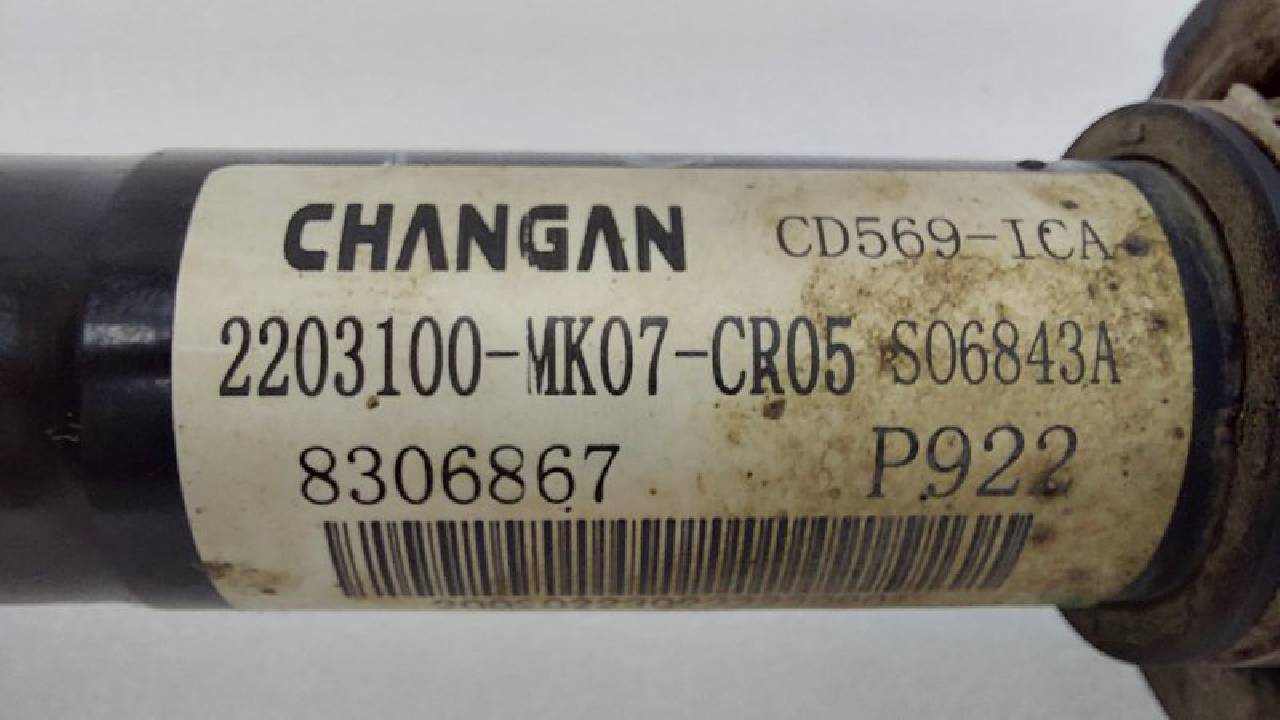 CHANGAN CD569-ICA
2203100-MK07-CR05 S06843A
8306867 P922